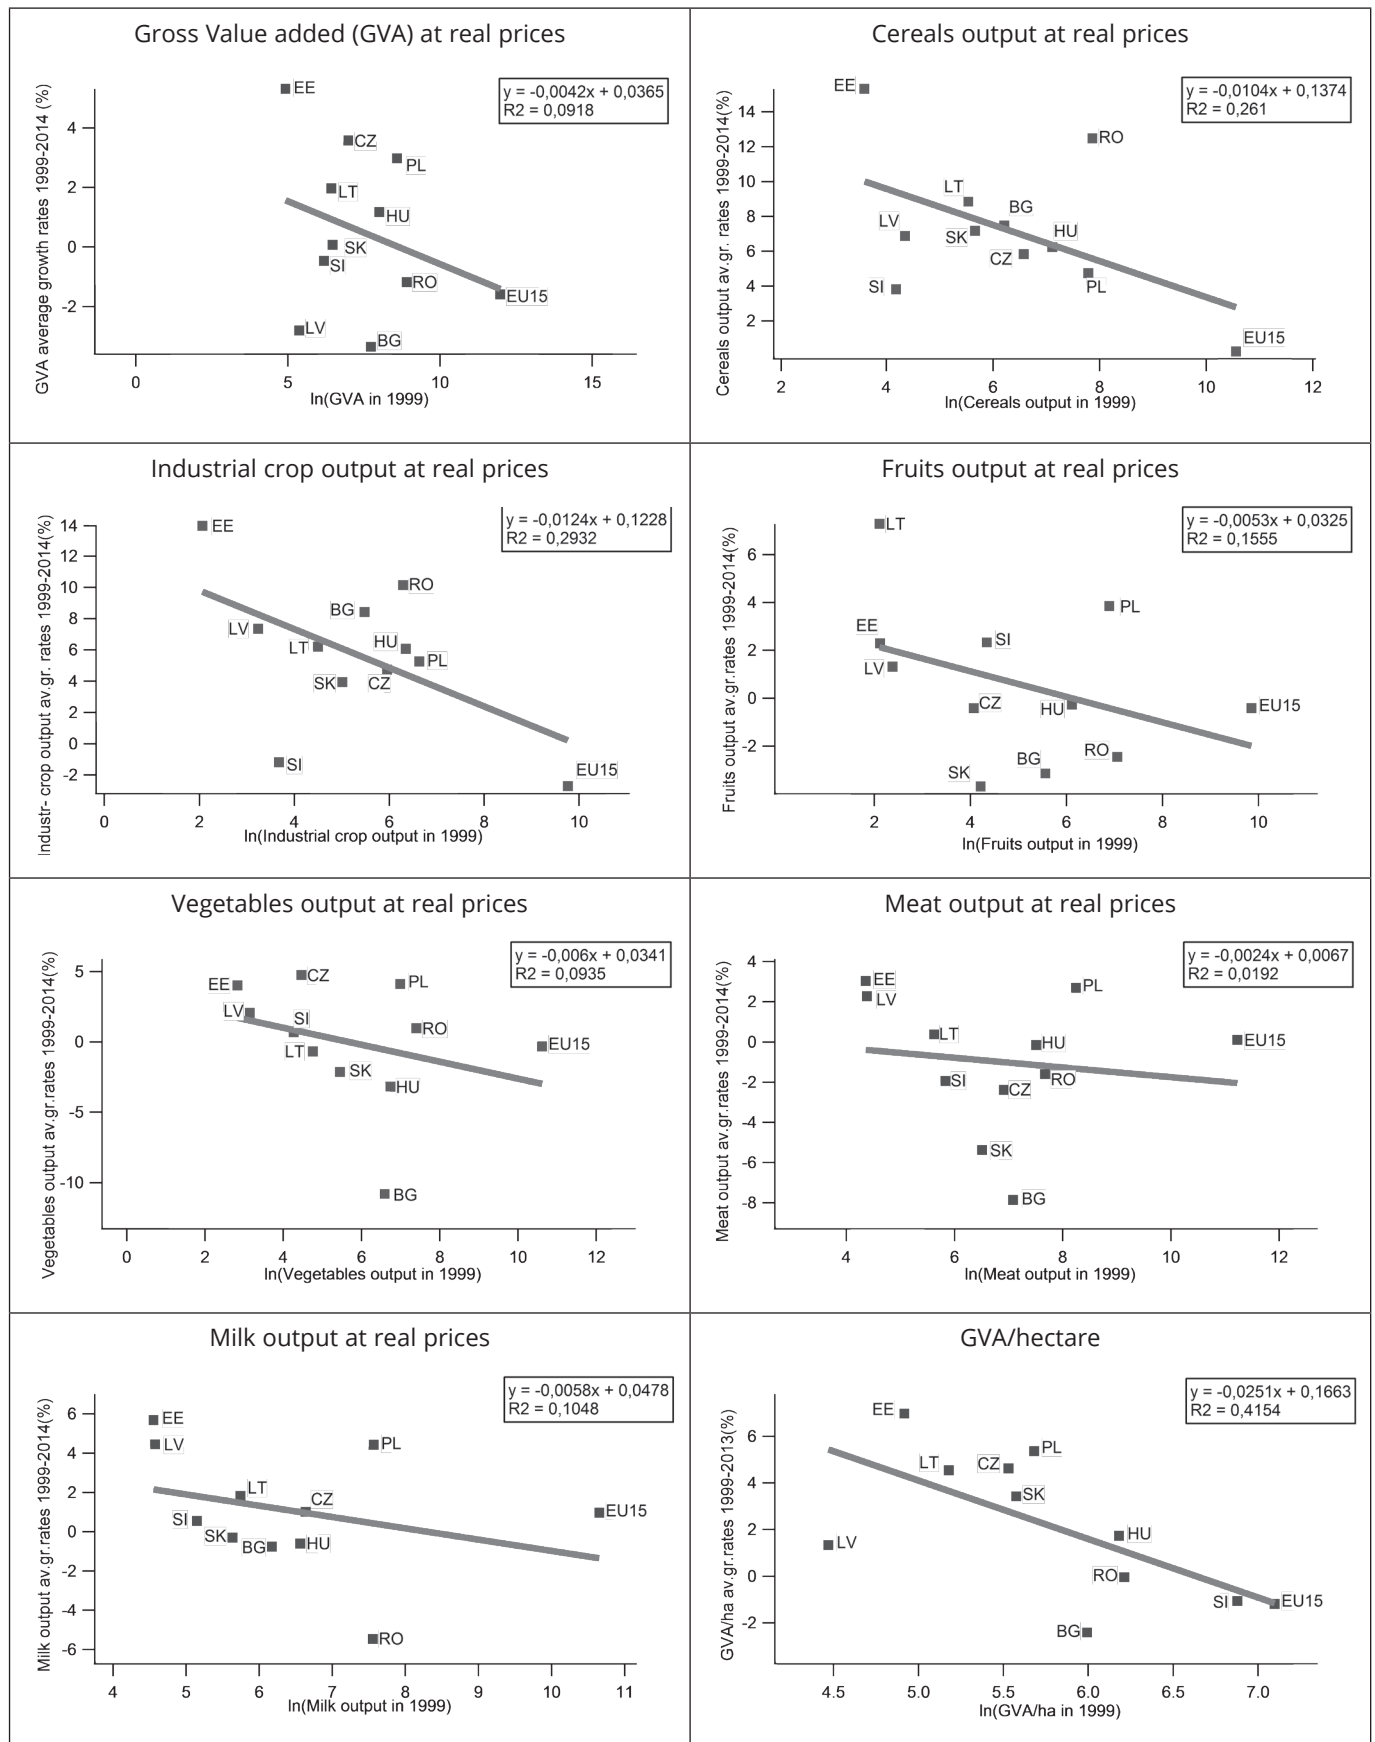 Gross Value added (GVA) at real prices
GVA average growth rates 1999-2014 (%)
y = -0,0042x + 0,0365
R2 = 0,0918
4
2
0
-2
EE
CZ
PL
LT
HU
SK
SI
RO
EU15
LV
BG
0 5 10 15
ln(GVA in 1999)
Cereals output at real prices
Cereals output av.gr. rates 1999-2014(%)
y = -0,0104x + 0,1374
R2 = 0,261
14
12
10
8
6
4
2
EE
RO
LT
BG
LV
SK
HU
CZ
PL
SI
EU15
2 4 6 8 10 12
ln(Cereals output in 1999)
Industrial crop output at real prices
Industr- crop output av.gr. rates 1999-2014(%)
y = -0,0124x + 0,1228
R2 = 0,2932
14
12
10
8
6
4
2
0
-2
EE
RO
BG
LV
LT
HU
PL
SK
CZ
SI
EU15
0 2 4 6 8 10
ln(Industrial crop output in 1999)
Fruits output at real prices
Fruits output av.gr.rates 1999-2014(%)
y = -0,0053x + 0,0325
R2 = 0,1555
6
4
2
0
-2
LT
PL
EE
SI
LV
CZ
HU
EU15
RO
BG
SK
2 4 6 8 10
ln(Fruits output in 1999)
Vegetables output at real prices
Vegetables output av.gr.rates 1999-2014(%)
y = -0,006x + 0,0341
R2 = 0,0935
5
0
-5
-10
CZ
EE
PL
LV
SI
RO
LT
EU15
SK
HU
BG
0 2 4 6 8 10 12
ln(Vegetables output in 1999)
Meat output at real prices
Meat output av.gr.rates 1999-2014(%)
y = -0,0024x + 0,0067
R2 = 0,0192
4
2
0
-2
-4
-6
-8
EE
LV
PL
LT
HU
EU15
SI
CZ
RO
SK
BG
4 6 8 10 12
ln(Meat output in 1999)
Milk output at real prices
Milk output av.gr.rates 1999-2014(%)
y = -0,0058x + 0,0478
R2 = 0,1048
6
4
2
0
-2
-4
-6
EE
LV
PL
LT
CZ
SI
EU15
SK
BG
HU
RO
4 5 6 7 8 9 10 11
ln(Milk output in 1999)
GVA/hectare
GVA/ha av.gr.rates 1999-2013(%)
y = -0,0251x + 0,1663
R2 = 0,4154
6
4
2
0
-2
EE
PL
LT
CZ
SK
LV
HU
RO
SI
EU15
BG
4.5 5.0 5.5 6.0 6.5 7.0
ln(GVA/ha in 1999)